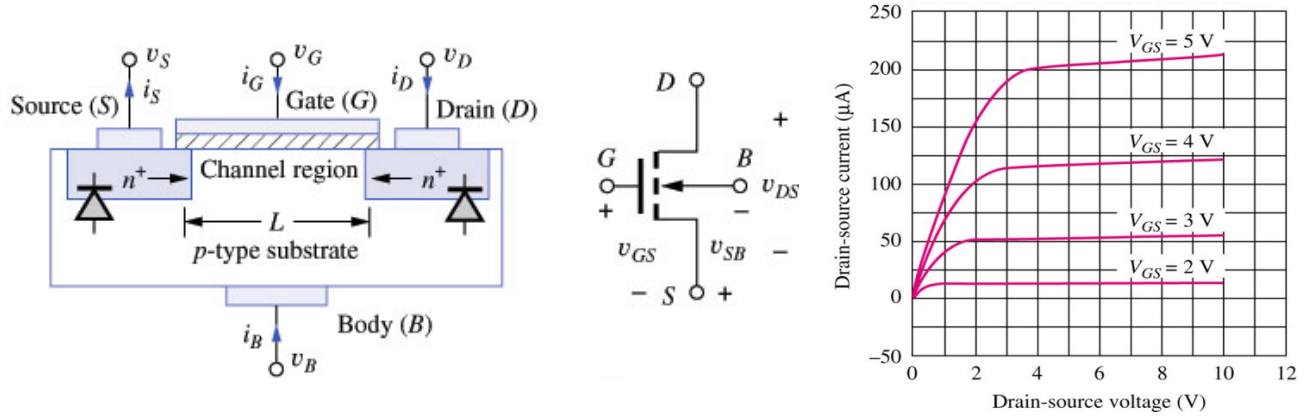 v_S
v_G
v_D
i_S
i_G
i_D
Source (S)
Gate (G)
Drain (D)
n⁺
Channel region
n⁺
L
p-type substrate
Body (B)
i_B
v_B
D
+
G
B
v_DS
+
−
v_GS
v_SB
−
−
S
+
Drain-source current (μA)
250
200
150
100
50
0
−50
V_GS = 5 V
V_GS = 4 V
V_GS = 3 V
V_GS = 2 V
0 2 4 6 8 10 12
Drain-source voltage (V)